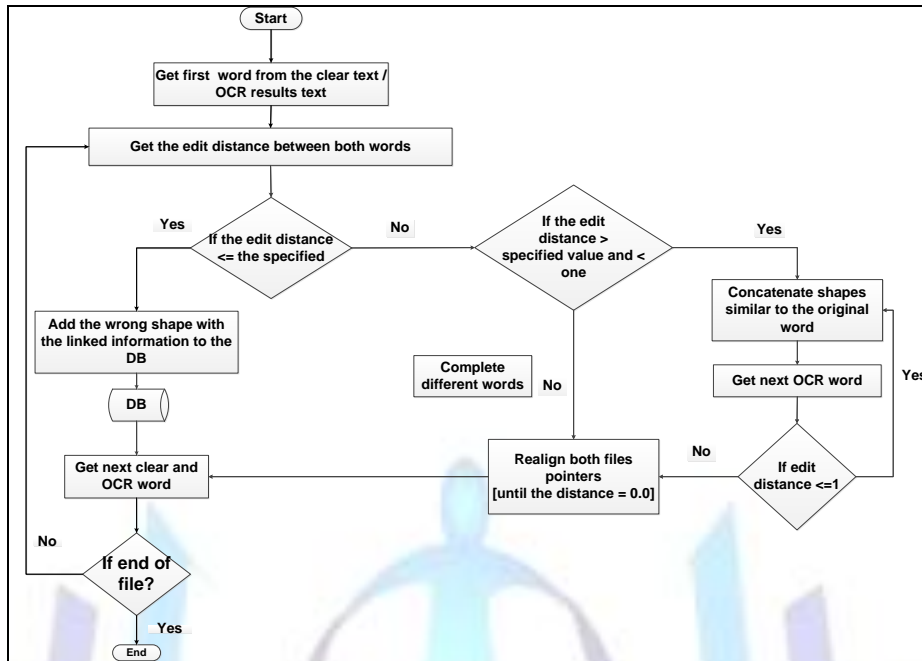 Start
Get first word from the clear text /
OCR results text
Get the edit distance between both words
Yes
If the edit distance
<= the specified
No
If the edit
distance >
specified value and <
one
Yes
Add the wrong shape with
the linked information to the
DB
Concatenate shapes
similar to the original
word
Complete
different words
No
Get next OCR word
Yes
DB
Get next clear and
OCR word
Realign both files
pointers
[until the distance = 0.0]
No
If edit
distance <=1
No
If end of
file?
Yes
End